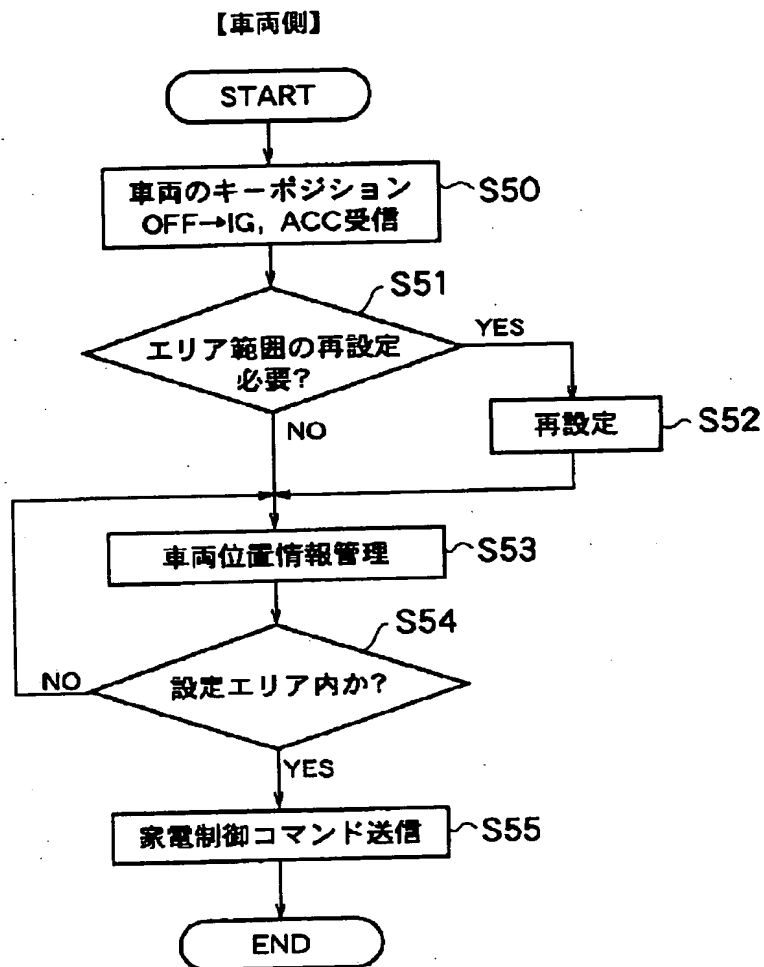 【車両側】
START
車両のキーポジション
OFF→IG, ACC受信
S50
S51
エリア範囲の再設定
必要?
YES
NO
再設定
S52
車両位置情報管理
S53
S54
設定エリア内か?
NO
YES
家電制御コマンド送信
S55
END